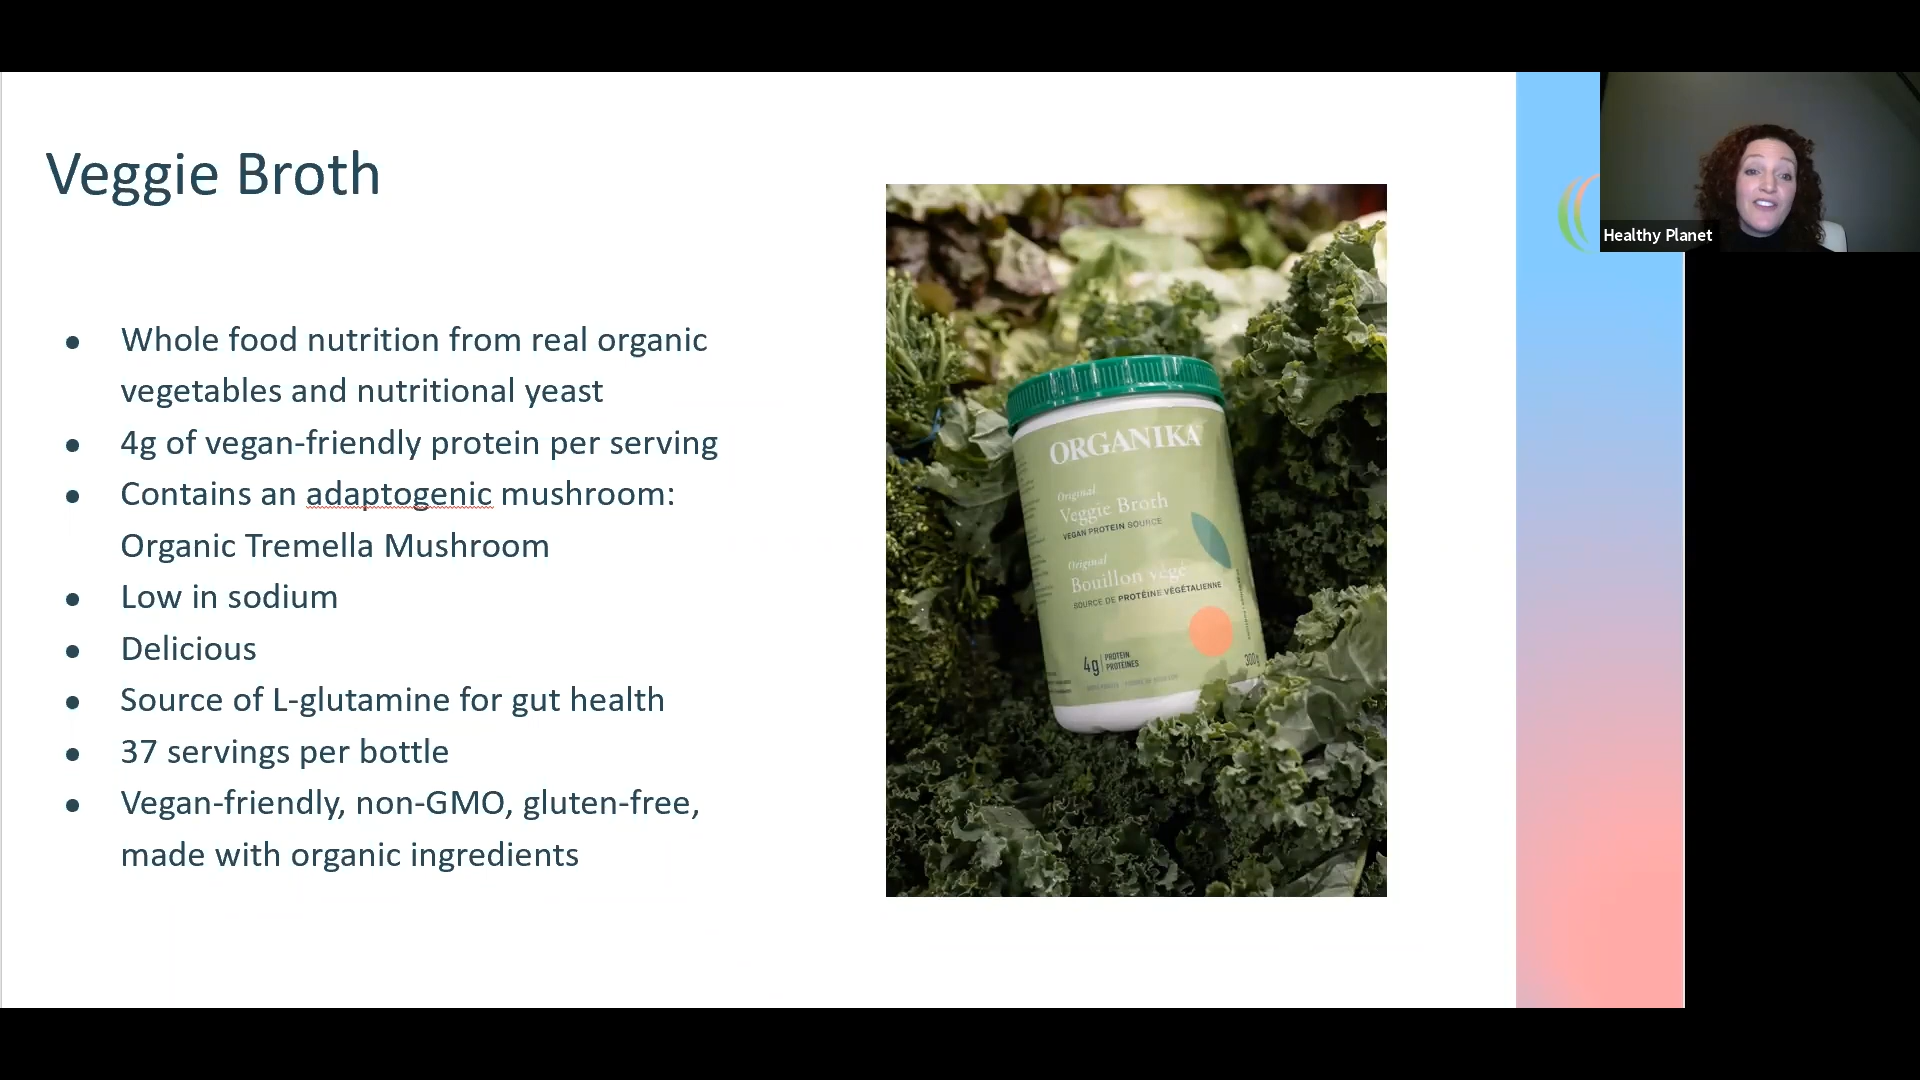 Veggie Broth
● Whole food nutrition from real organic
vegetables and nutritional yeast
● 4g of vegan-friendly protein per serving
● Contains an adaptogenic mushroom:
Organic Tremella Mushroom
● Low in sodium
● Delicious
● Source of L-glutamine for gut health
● 37 servings per bottle
● Vegan-friendly, non-GMO, gluten-free,
made with organic ingredients
ORGANIKA
Original
Veggie Broth
VEGAN PROTEIN SOURCE
Original
Bouillon végé
SOURCE DE PROTÉINE VÉGÉTALIENNE
4g PROTEIN
PROTÉINES
300g
Healthy Planet